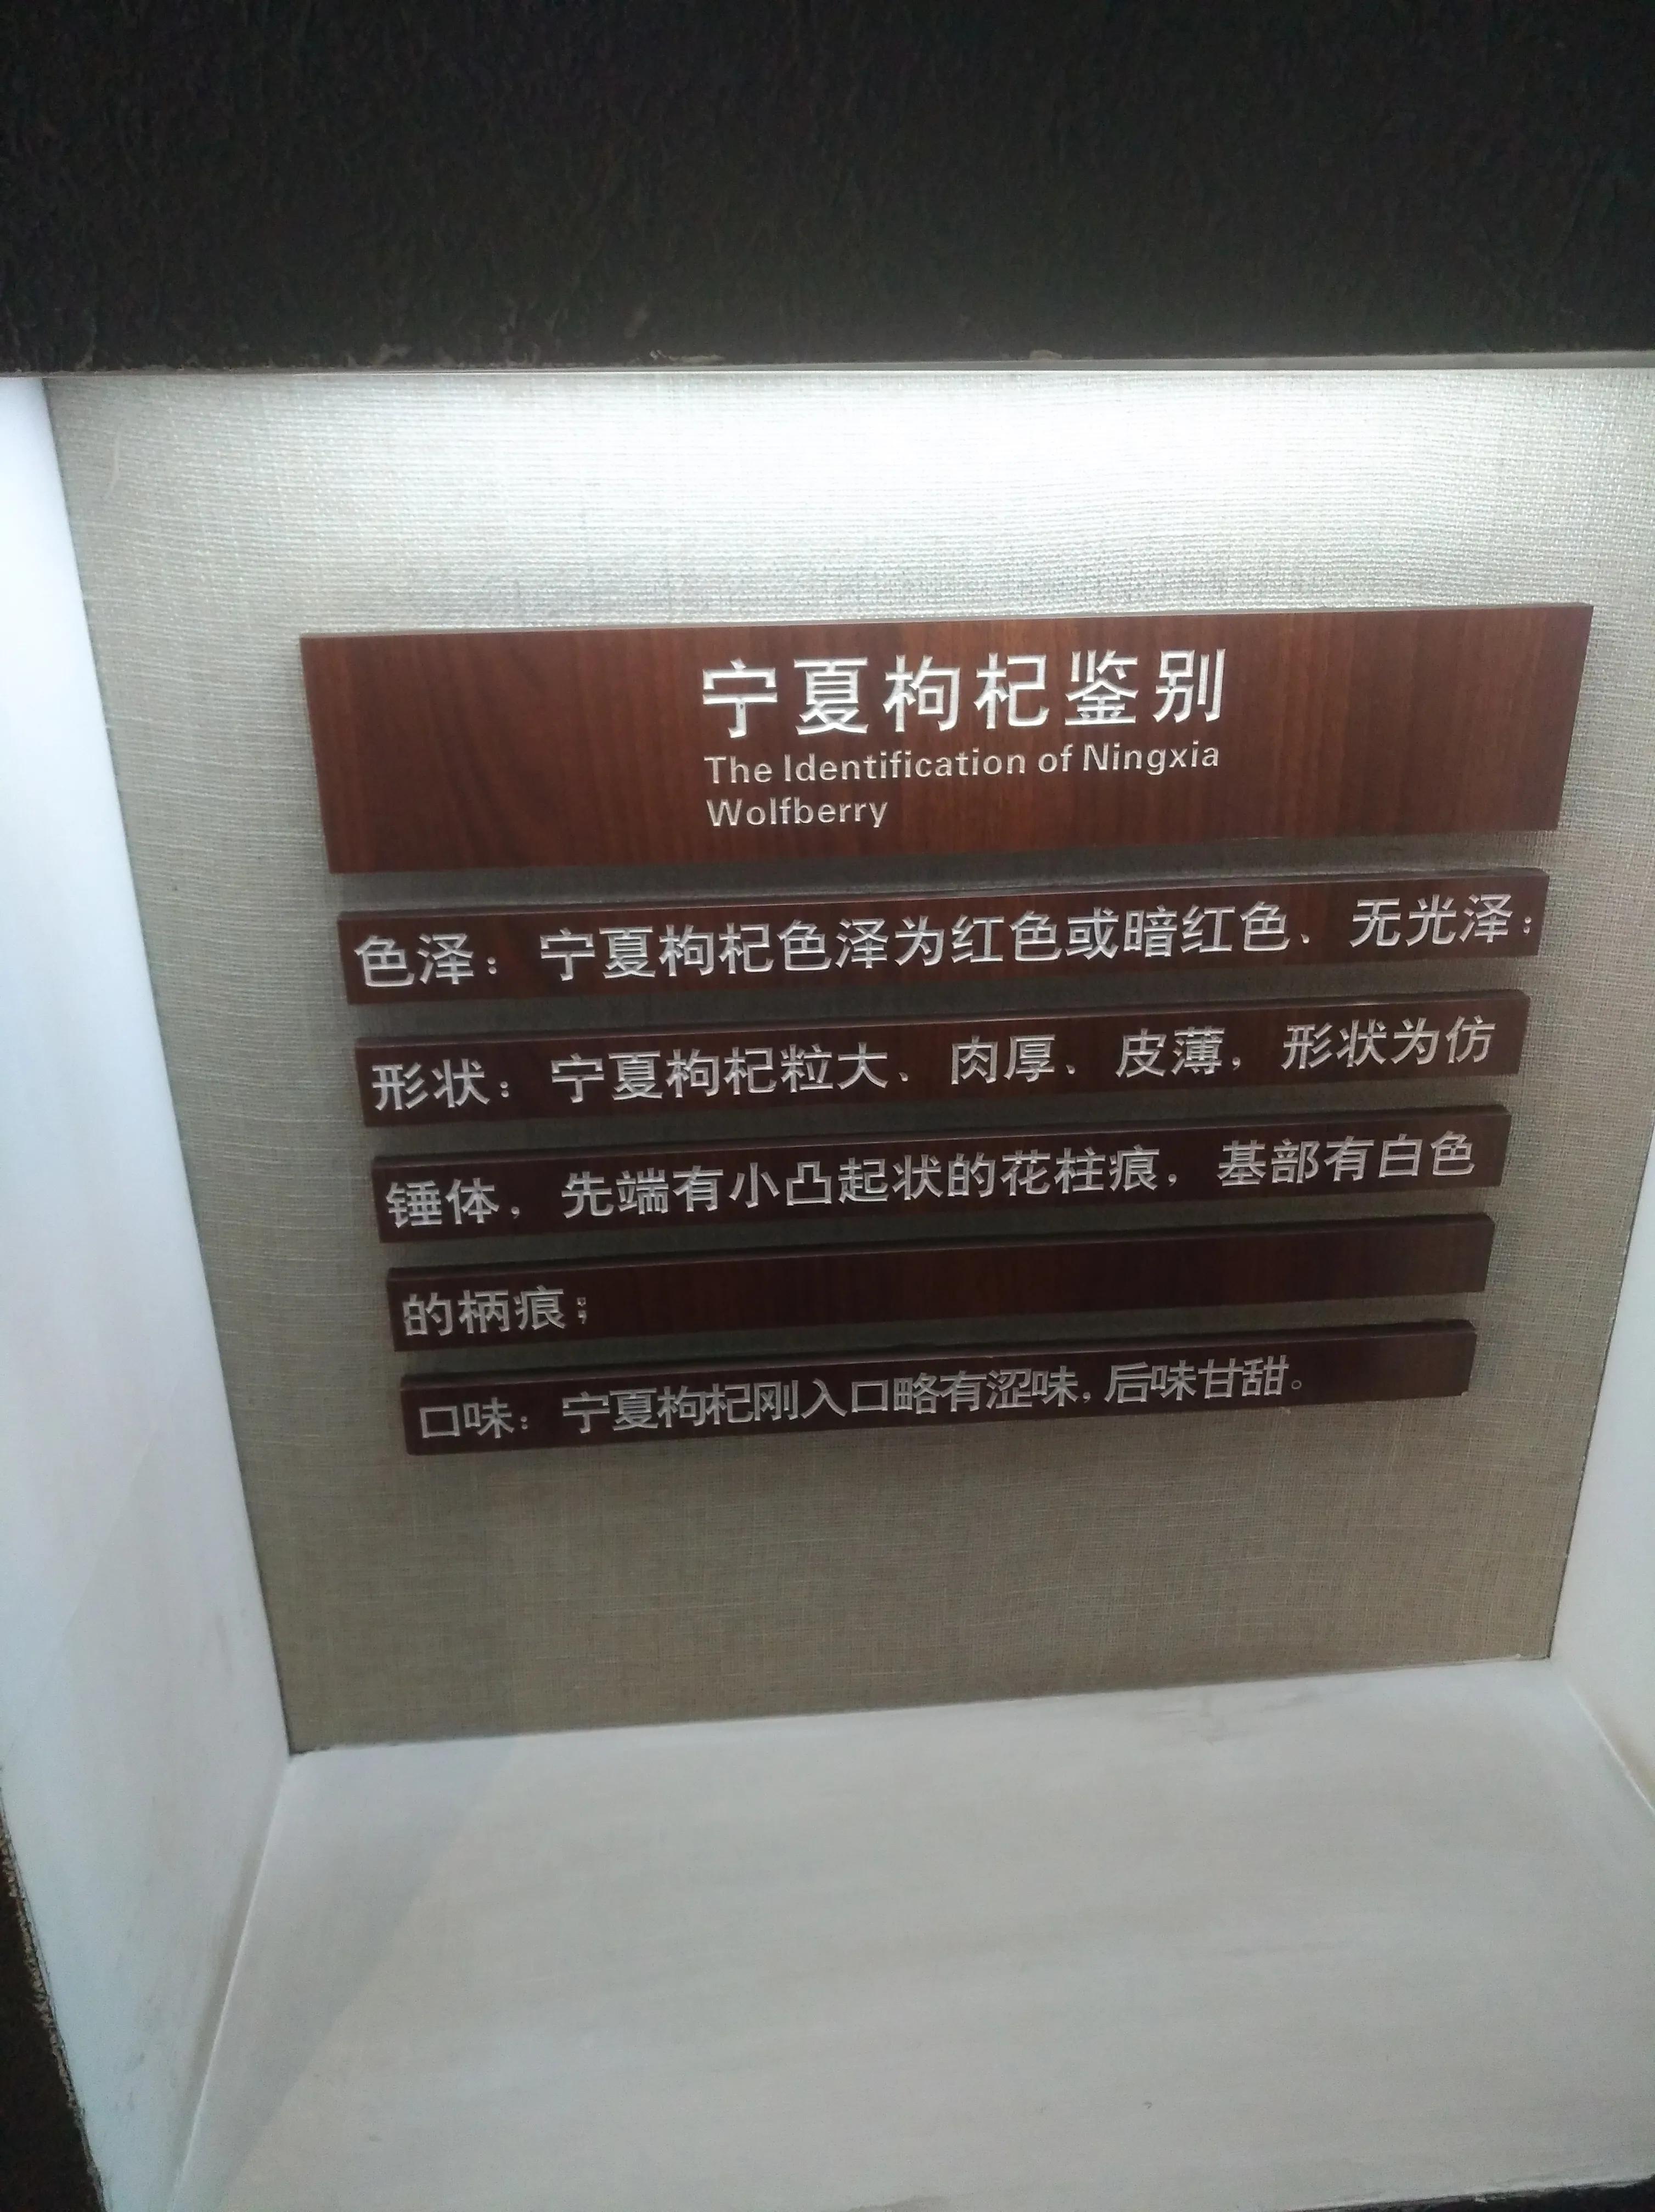 宁夏枸杞鉴别
The Identification of Ningxia
Wolfberry
色泽：宁夏枸杞色泽为红色或暗红色、无光泽；
形状：宁夏枸杞粒大、肉厚、皮薄，形状为仿
锤体，先端有小凸起状的花柱痕，基部有白色
的柄痕；
口味：宁夏枸杞刚入口略有涩味，后味甘甜。